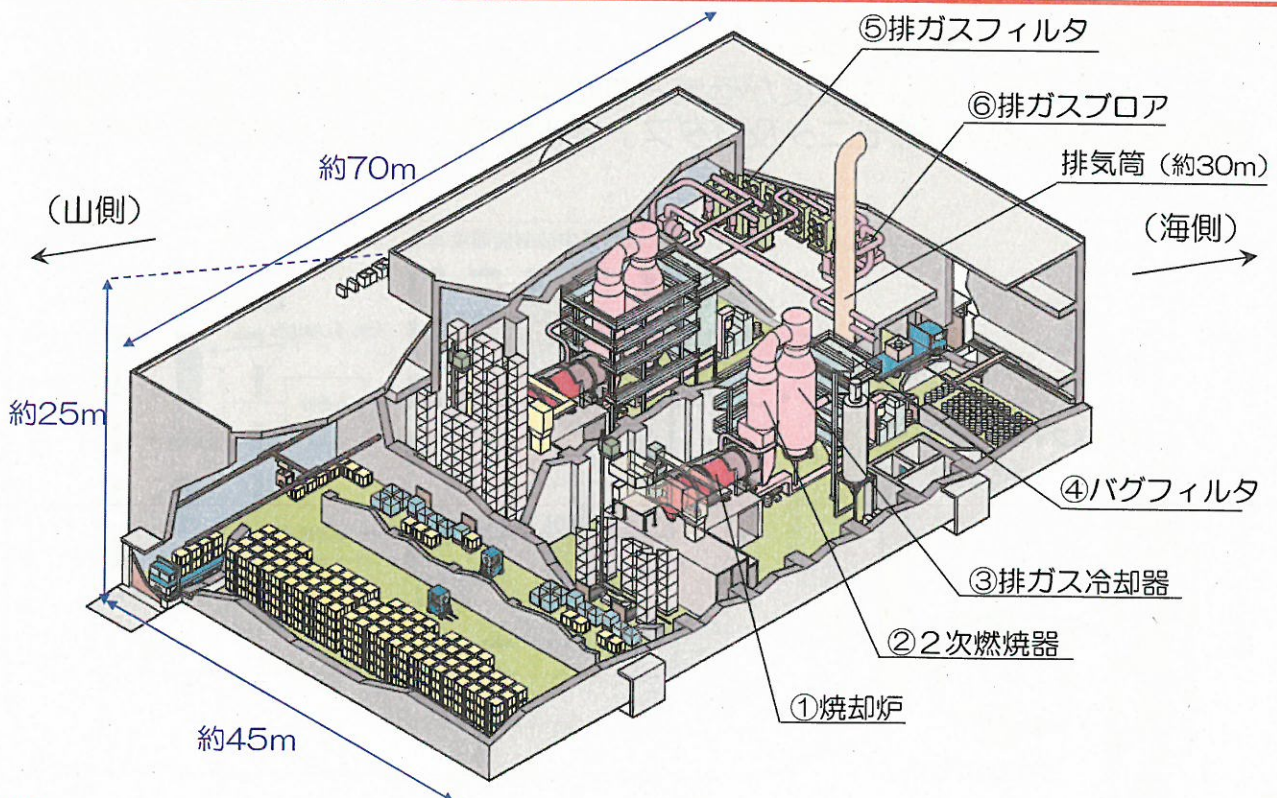 ⑤排ガスフィルタ
⑥排ガスブロア
排気筒（約30m）
約70m
（山側）
（海側）
約25m
④バグフィルタ
③排ガス冷却器
②２次燃焼器
①焼却炉
約45m